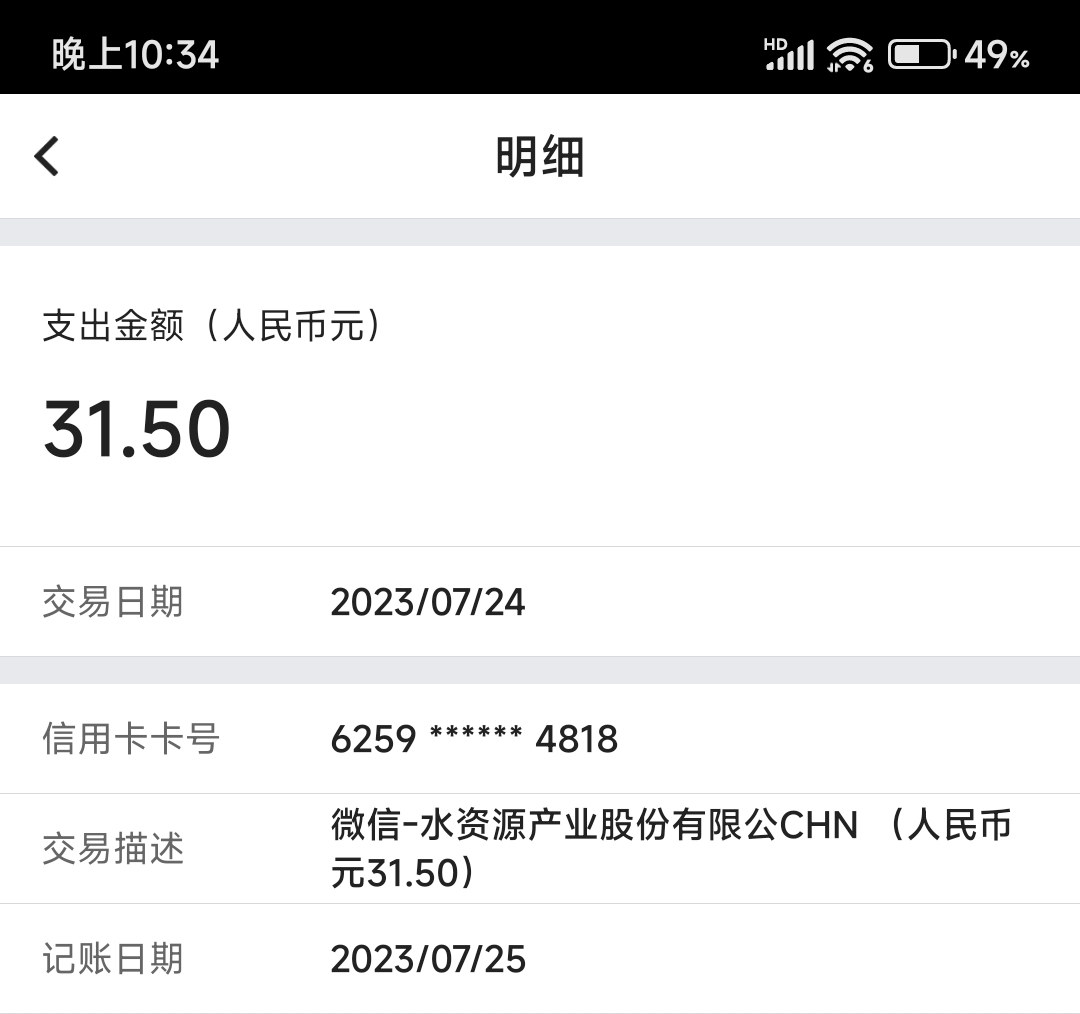 晚上10:34 HD 6 49%
明细
支出金额（人民币元）
31.50
交易日期 2023/07/24
信用卡卡号 6259 ****** 4818
交易描述 微信-水资源产业股份有限公CHN （人民币
元31.50）
记账日期 2023/07/25